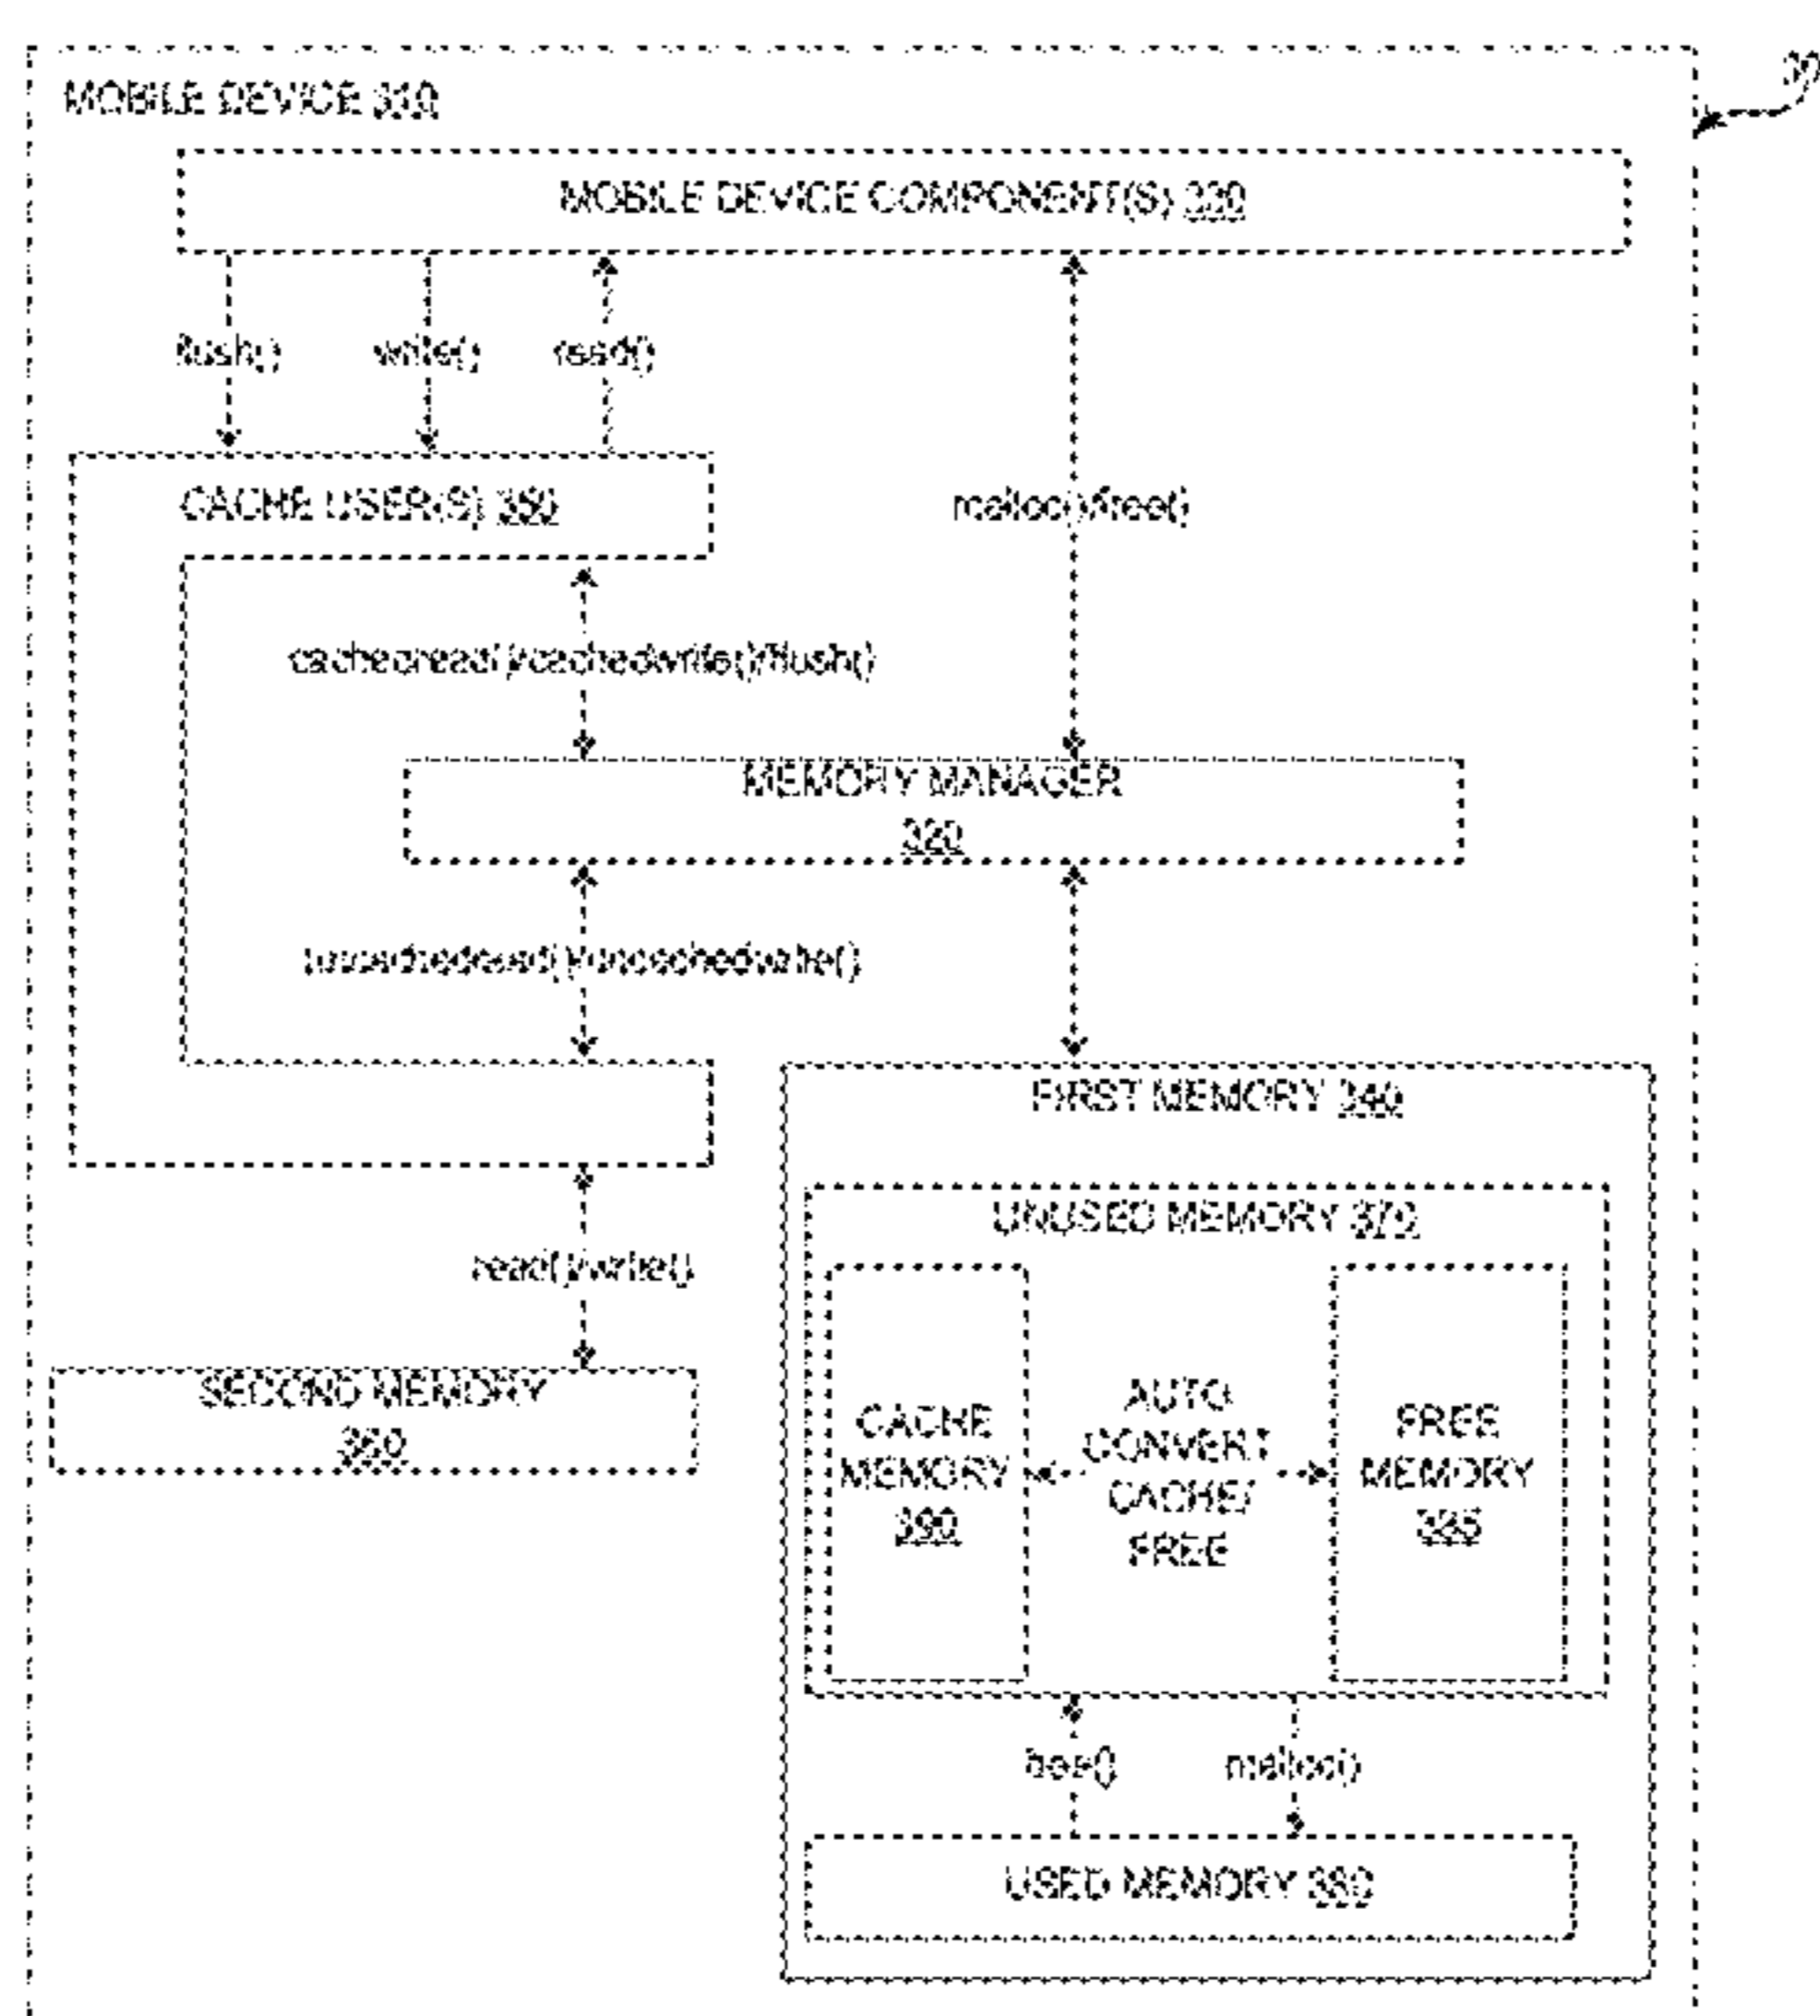 MOBILE DEVICE 310
MOBILE DEVICE COMPONENT(S) 330
flush()
write()
read()
CACHE USER(S) 350
malloc()/free()
cachedread()/cachedwrite()/flush()
MEMORY MANAGER
320
uncachedread()/uncachedwrite()
FIRST MEMORY 340
UNUSED MEMORY 370
read()/write()
SECOND MEMORY
360
CACHE
MEMORY
390
AUTO
CONVERT
CACHE/
FREE
FREE
MEMORY
free()
malloc()
USED MEMORY 380